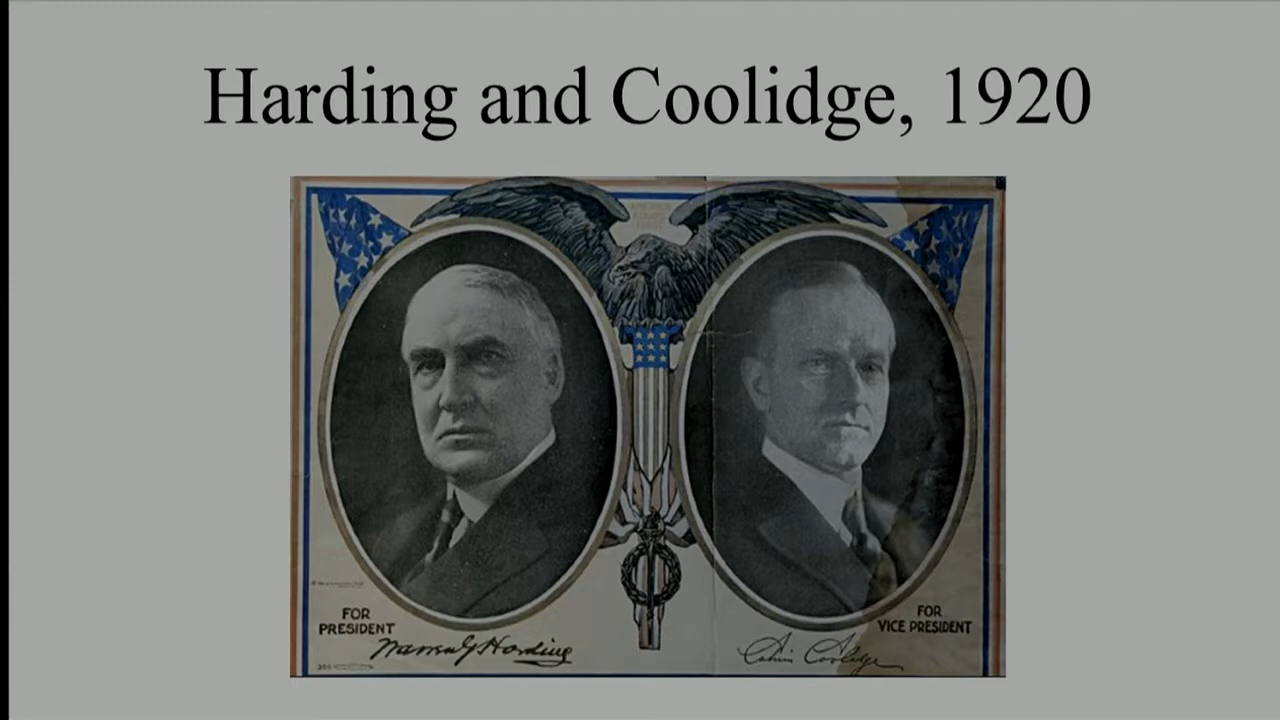 Harding and Coolidge, 1920
FOR
PRESIDENT
Warren G Harding
FOR
VICE PRESIDENT
Calvin Coolidge